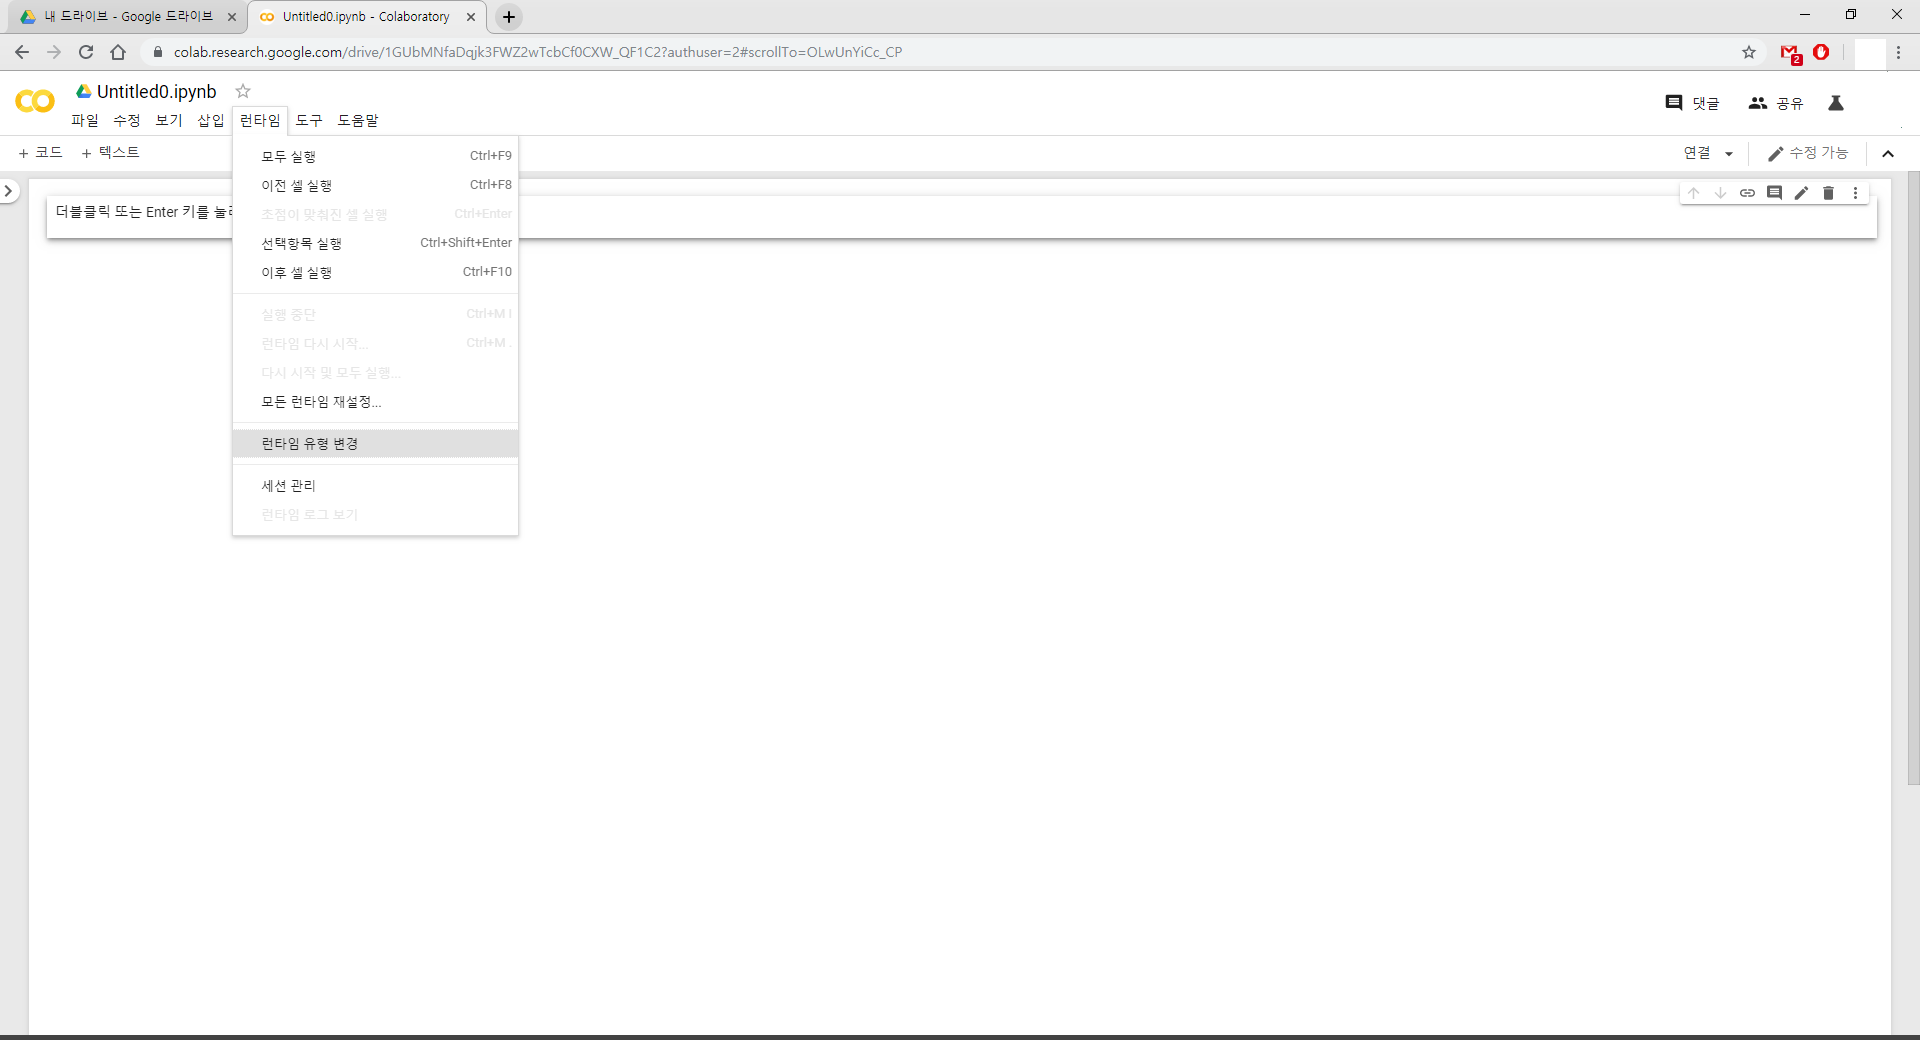 내 드라이브 - Google 드라이브
Untitled0.ipynb - Colaboratory
colab.research.google.com/drive/1GUbMNfaDqjk3FWZ2wTcbCf0CXW_QF1C2?authuser=2#scrollTo=OLwUnYiCc_CP
2
Untitled0.ipynb
댓글 공유
파일 수정 보기 삽입 런타임 도구 도움말
+ 코드 + 텍스트
연결 수정 가능
더블클릭 또는 Enter 키를 눌러
모두 실행 Ctrl+F9
이전 셀 실행 Ctrl+F8
초점이 맞춰진 셀 실행 Ctrl+Enter
선택항목 실행 Ctrl+Shift+Enter
이후 셀 실행 Ctrl+F10
실행 중단 Ctrl+M I
런타임 다시 시작... Ctrl+M .
다시 시작 및 모두 실행...
모든 런타임 재설정...
런타임 유형 변경
세션 관리
런타임 로그 보기